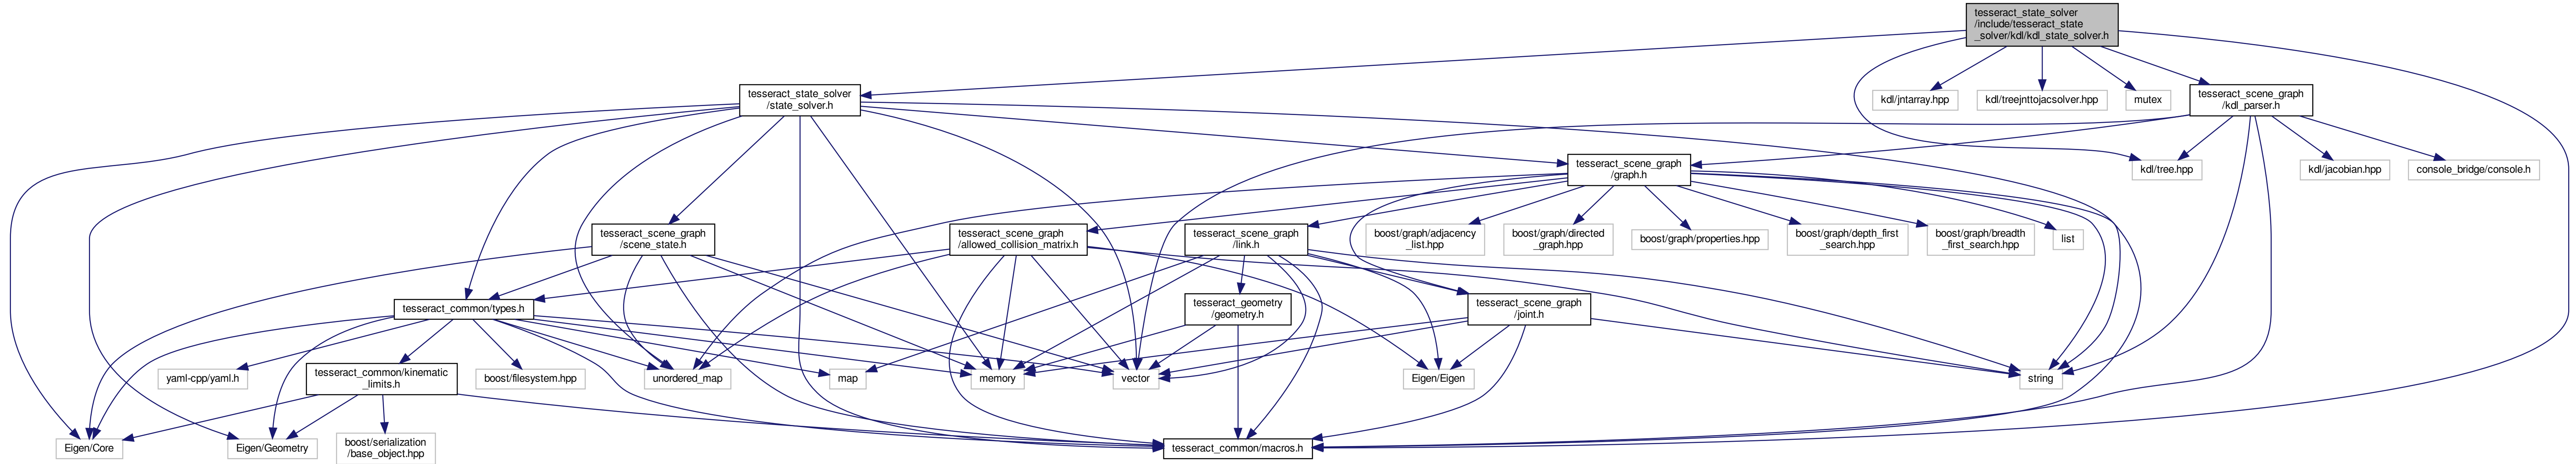 tesseract_state_solver
/include/tesseract_state
_solver/kdl/kdl_state_solver.h
tesseract_state_solver
/state_solver.h
kdl/jntarray.hpp
kdl/treejnttojacsolver.hpp
mutex
tesseract_scene_graph
/kdl_parser.h
tesseract_scene_graph
/graph.h
kdl/tree.hpp
kdl/jacobian.hpp
console_bridge/console.h
tesseract_scene_graph
/scene_state.h
tesseract_scene_graph
/allowed_collision_matrix.h
tesseract_scene_graph
/link.h
boost/graph/adjacency
_list.hpp
boost/graph/directed
_graph.hpp
boost/graph/properties.hpp
boost/graph/depth_first
_search.hpp
boost/graph/breadth
_first_search.hpp
list
tesseract_common/types.h
tesseract_geometry
/geometry.h
tesseract_scene_graph
/joint.h
yaml-cpp/yaml.h
tesseract_common/kinematic
_limits.h
boost/filesystem.hpp
unordered_map
map
memory
vector
Eigen/Eigen
string
Eigen/Core
Eigen/Geometry
boost/serialization
/base_object.hpp
tesseract_common/macros.h